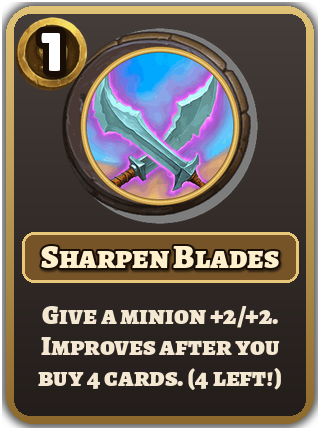 1
Sharpen Blades
Give a minion +2/+2.
Improves after you
buy 4 cards. (4 left!)